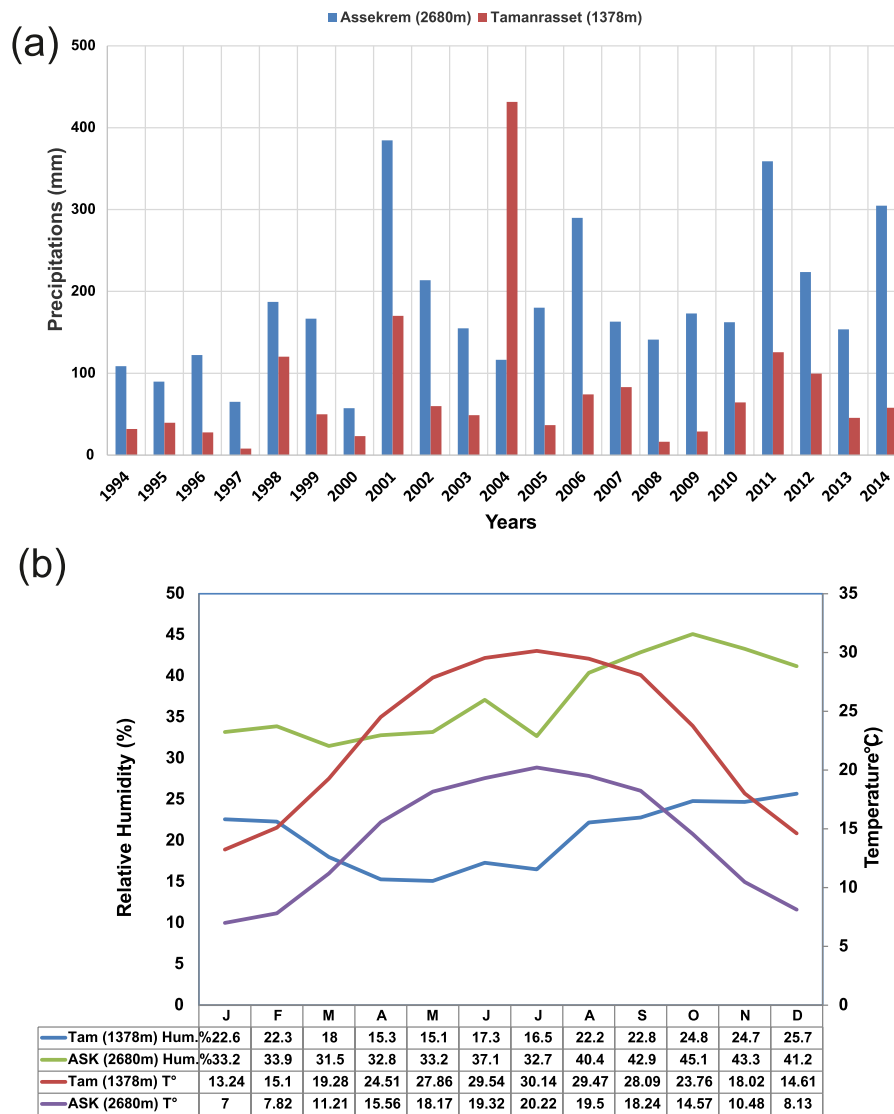 Assekrem (2680m) Tamanrasset (1378m)
(a)
500
400
300
200
100
0
Precipitations (mm)
1994 1995 1996 1997 1998 1999 2000 2001 2002 2003 2004 2005 2006 2007 2008 2009 2010 2011 2012 2013 2014
Years
(b)
50
45
40
35
30
25
20
15
10
5
0
Relative Humidity (%)
35
30
25
20
15
10
5
0
Temperature(°C)
J F M A M J J A S O N D
Tam (1378m) Hum.% 22.6 22.3 18 15.3 15.1 17.3 16.5 22.2 22.8 24.8 24.7 25.7
ASK (2680m) Hum.% 33.2 33.9 31.5 32.8 33.2 37.1 32.7 40.4 42.9 45.1 43.3 41.2
Tam (1378m) T° 13.24 15.1 19.28 24.51 27.86 29.54 30.14 29.47 28.09 23.76 18.02 14.61
ASK (2680m) T° 7 7.82 11.21 15.56 18.17 19.32 20.22 19.5 18.24 14.57 10.48 8.13